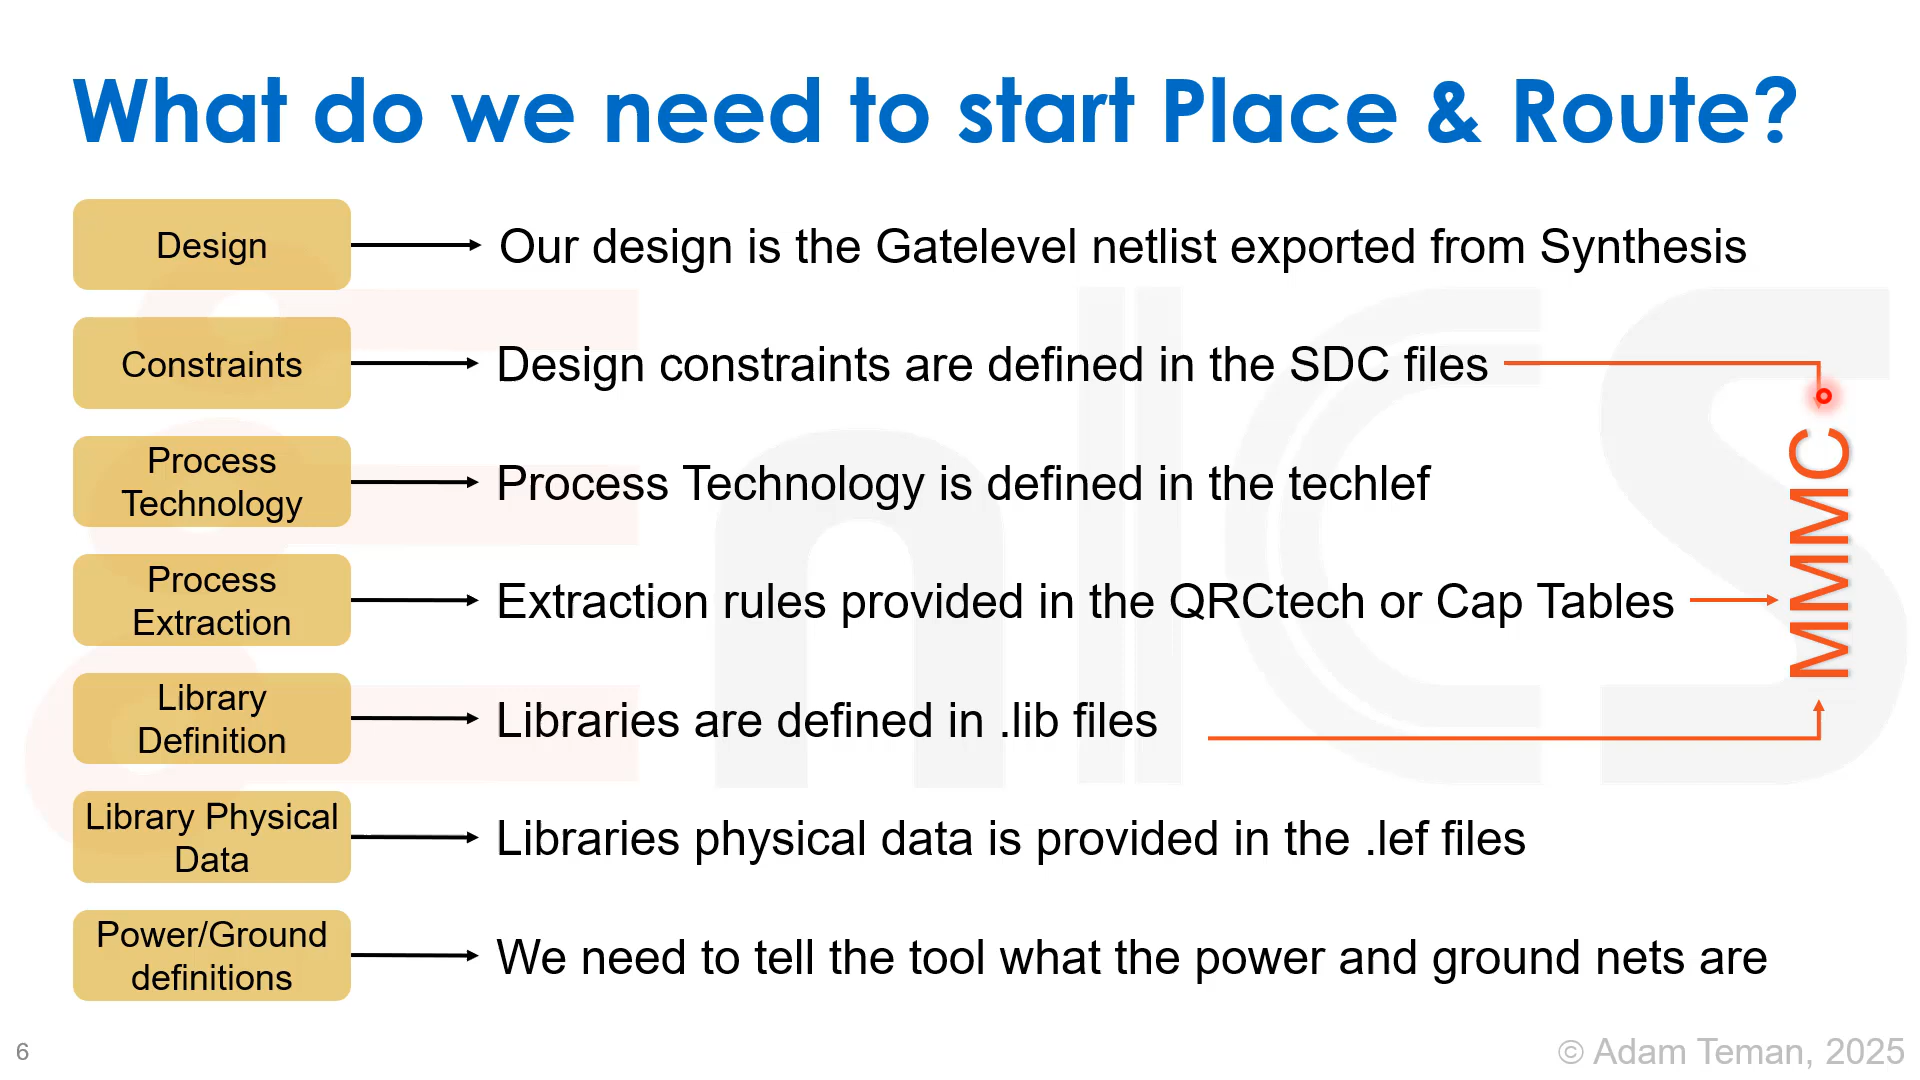 What do we need to start Place & Route?
Design
Our design is the Gatelevel netlist exported from Synthesis
Constraints
Design constraints are defined in the SDC files
Process
Technology
Process Technology is defined in the techlef
Process
Extraction
Extraction rules provided in the QRCtech or Cap Tables
Library
Definition
Libraries are defined in .lib files
Library Physical
Data
Libraries physical data is provided in the .lef files
Power/Ground
definitions
We need to tell the tool what the power and ground nets are
MMMC
EnICS
6
© Adam Teman, 2025